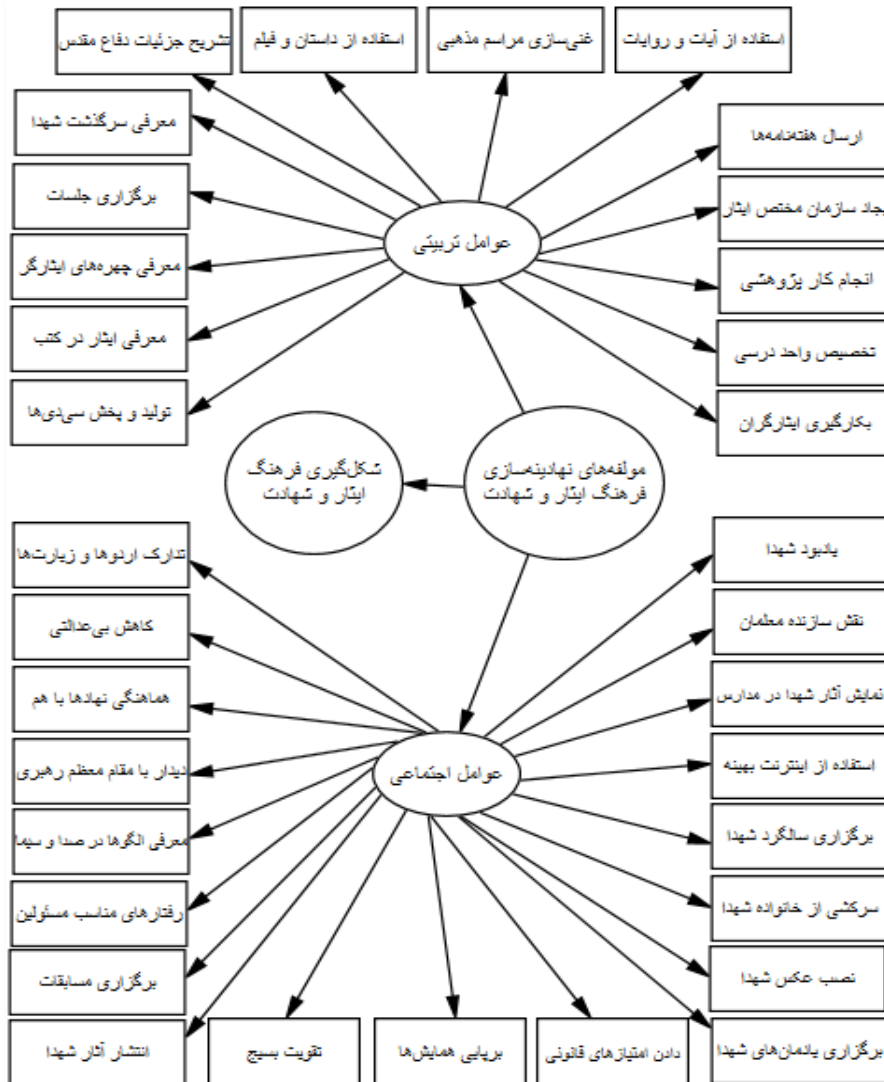 استفاده از آیات و روایات
غنی‌سازی مراسم مذهبی
استفاده از داستان و فیلم
تشریح جزئیات دفاع مقدس
معرفی سرگذشت شهدا
ارسال هفته‌نامه‌ها
برگزاری جلسات
یجاد سازمان مختص ایثار
عوامل تربیتی
معرفی چهره‌های ایثارگر
انجام کار پژوهشی
معرفی ایثار در کتب
تخصیص واحد درسی
تولید و پخش سی‌دی‌ها
بکارگیری ایثارگران
مولفه‌های نهادینه‌سازی
فرهنگ ایثار و شهادت
شکل‌گیری فرهنگ
ایثار و شهادت
یادبود شهدا
تدارک اردوها و زیارت‌ها
نقش سازنده معلمان
کاهش بی‌عدالتی
نمایش آثار شهدا در مدارس
هماهنگی نهادها با هم
استفاده از اینترنت بهینه
عوامل اجتماعی
دیدار با مقام معظم رهبری
برگزاری سالگرد شهدا
معرفی الگوها در صدا و سیما
سرکشی از خانواده شهدا
رفتارهای مناسب مسئولین
نصب عکس شهدا
برگزاری مسابقات
برگزاری یادمان‌های شهدا
دادن امتیازهای قانونی
برپایی همایش‌ها
تقویت بسیج
انتشار آثار شهدا